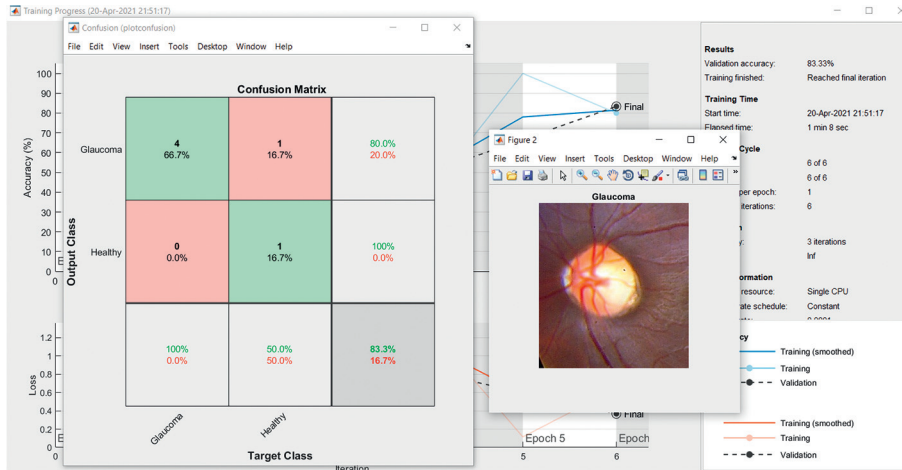 Training Progress (20-Apr-2021 21:51:17)
Confusion (plotconfusion)
File Edit View Insert Tools Desktop Window Help
Confusion Matrix
Output Class
Glaucoma
4
66.7%
1
16.7%
80.0%
20.0%
Healthy
0
0.0%
1
16.7%
100%
0.0%
100%
0.0%
50.0%
50.0%
83.3%
16.7%
Glaucoma
Healthy
Target Class
Accuracy (%)
100
90
80
70
60
50
40
30
20
10
0
0
Final
Loss
1.2
1
0.8
0.6
0.4
0.2
0
0
Final
Epoch 5
Epoch
5
6
Iteration
Figure 2
File Edit View Insert Tools Desktop Window Help
Glaucoma
Results
Validation accuracy: 83.33%
Training finished: Reached final iteration
Training Time
Start time: 20-Apr-2021 21:51:17
Elapsed time: 1 min 8 sec
Cycle
6 of 6
6 of 6
per epoch: 1
iterations: 6
3 iterations
Inf
resource: Single CPU
schedule: Constant
Training (smoothed)
Training
Validation
Training (smoothed)
Training
Validation